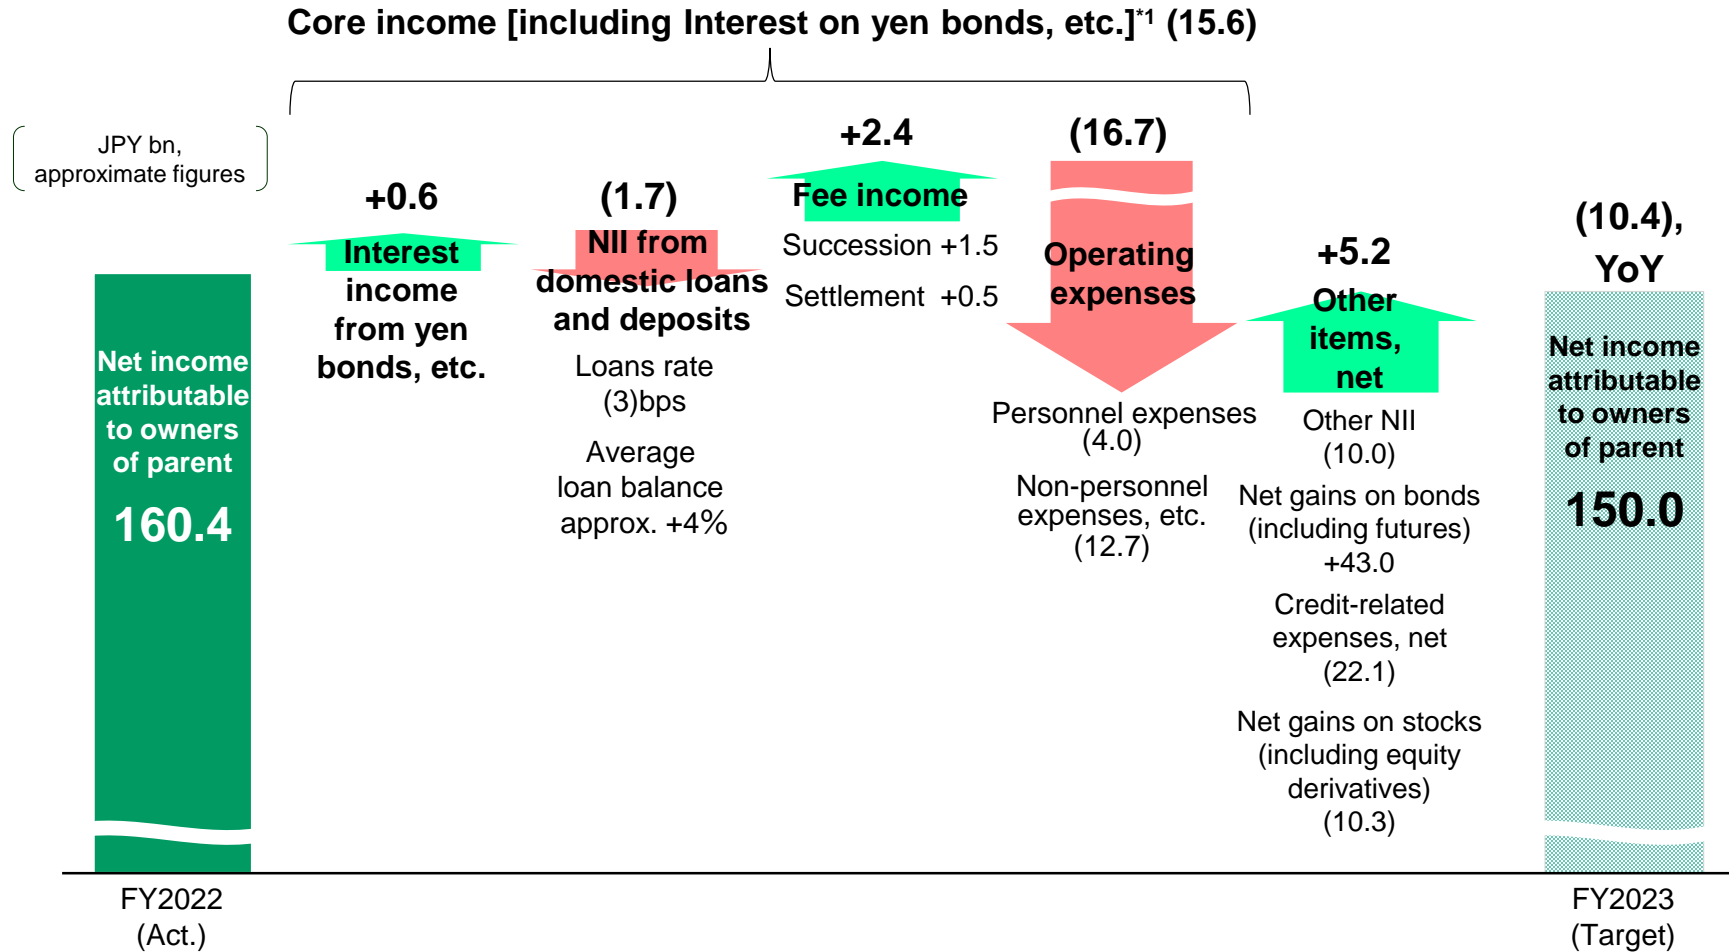 Core income [including Interest on yen bonds, etc.]*1 (15.6)
JPY bn,
approximate figures
Net income
attributable
to owners
of parent
160.4
FY2022
(Act.)
+0.6
Interest
income
from yen
bonds, etc.
(1.7)
NII from
domestic loans
and deposits
Loans rate
(3)bps
Average
loan balance
approx. +4%
+2.4
Fee income
Succession +1.5
Settlement +0.5
(16.7)
Operating
expenses
Personnel expenses
(4.0)
Non-personnel
expenses, etc.
(12.7)
+5.2
Other
items,
net
Other NII
(10.0)
Net gains on bonds
(including futures)
+43.0
Credit-related
expenses, net
(22.1)
Net gains on stocks
(including equity
derivatives)
(10.3)
(10.4),
YoY
Net income
attributable
to owners
of parent
150.0
FY2023
(Target)